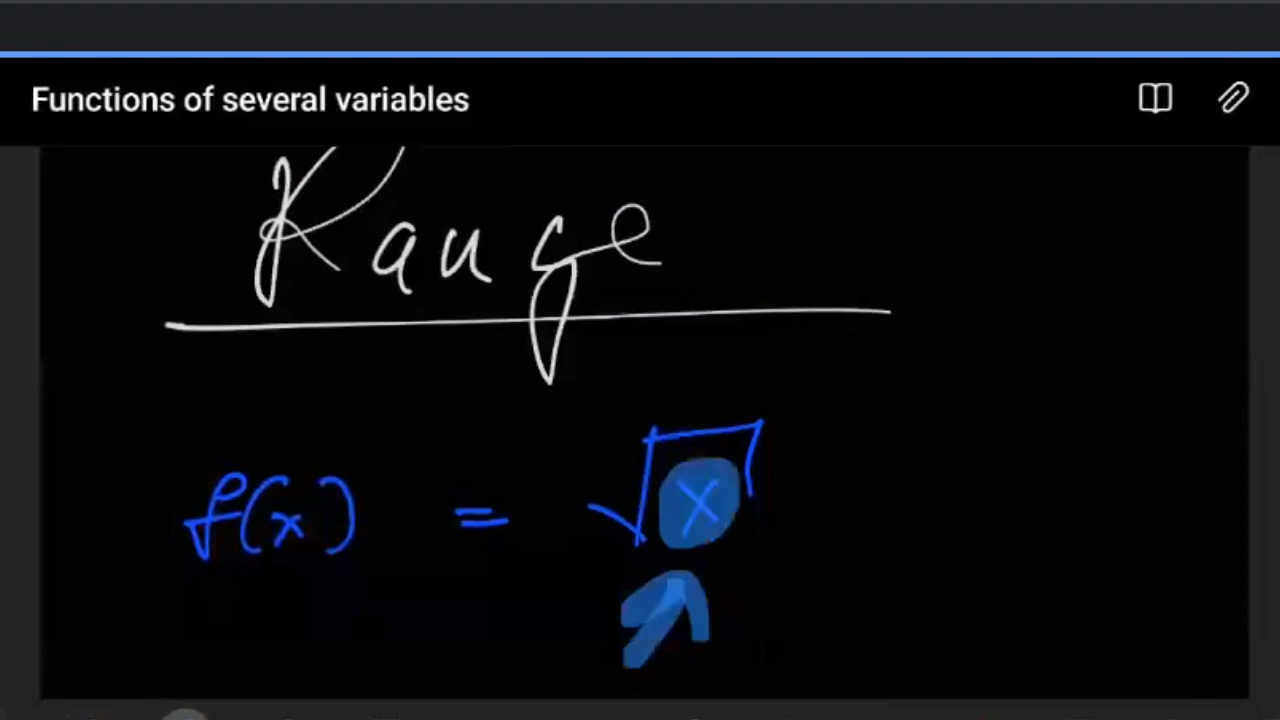 Functions of several variables
Range
f(x) = √x